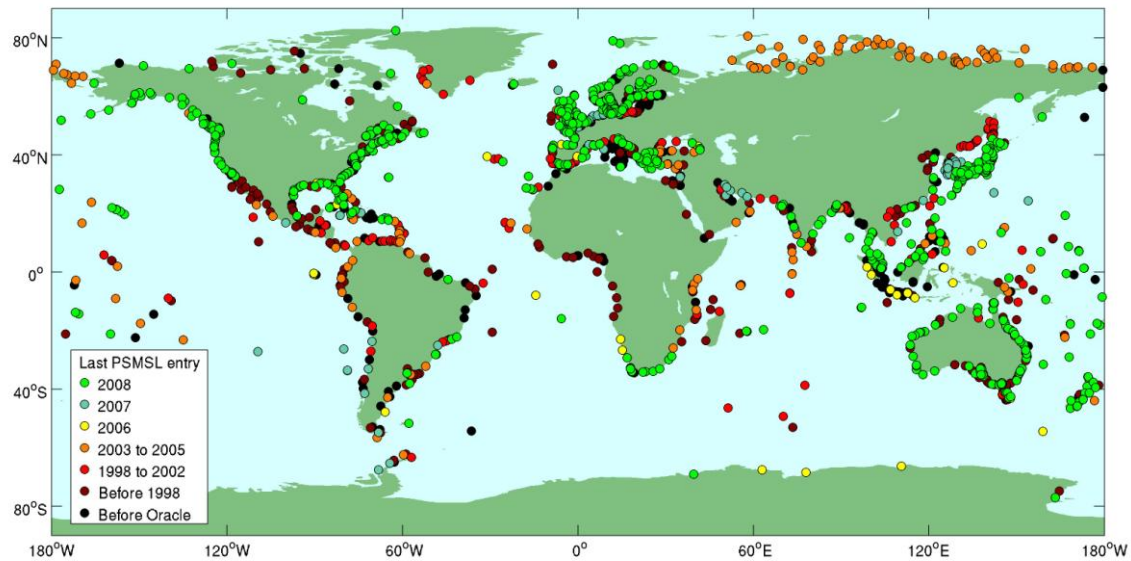 80°N
40°N
0°
40°S
80°S
Last PSMSL entry
2008
2007
2006
2003 to 2005
1998 to 2002
Before 1998
Before Oracle
180°W
120°W
60°W
0°
60°E
120°E
180°W